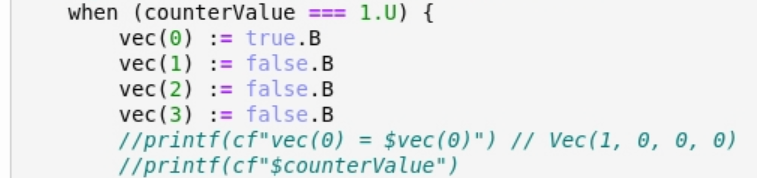 when (counterValue === 1.U) {
vec(0) := true.B
vec(1) := false.B
vec(2) := false.B
vec(3) := false.B
//printf(cf"vec(0) = $vec(0)") // Vec(1, 0, 0, 0)
//printf(cf"$counterValue")